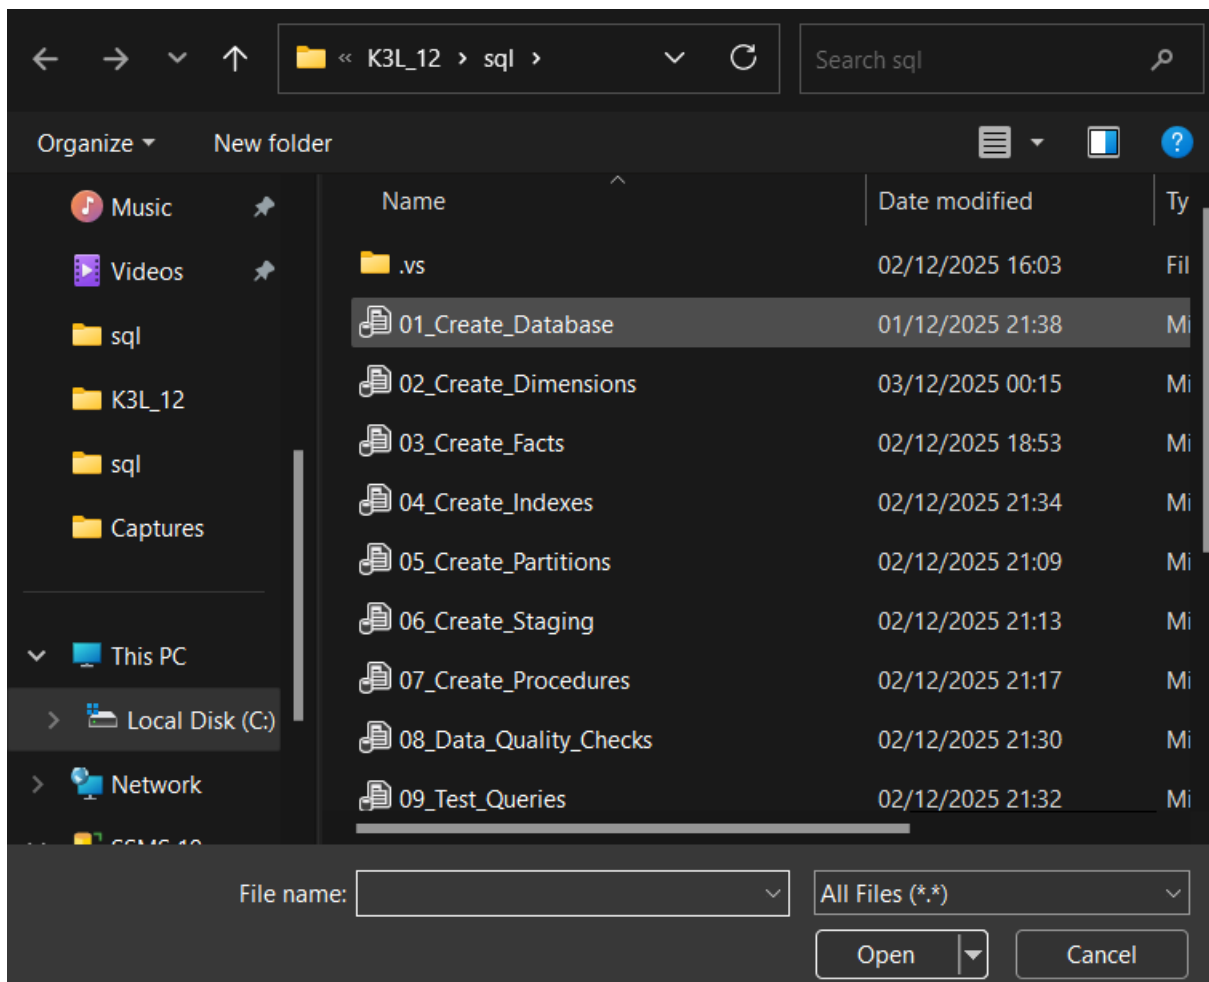 « K3L_12 > sql >
Search sql
Organize
New folder
Name
Date modified
Ty
Music
Videos
sql
K3L_12
sql
Captures
This PC
Local Disk (C:)
Network
.vs 02/12/2025 16:03 Fil
01_Create_Database 01/12/2025 21:38 Mi
02_Create_Dimensions 03/12/2025 00:15 Mi
03_Create_Facts 02/12/2025 18:53 Mi
04_Create_Indexes 02/12/2025 21:34 Mi
05_Create_Partitions 02/12/2025 21:09 Mi
06_Create_Staging 02/12/2025 21:13 Mi
07_Create_Procedures 02/12/2025 21:17 Mi
08_Data_Quality_Checks 02/12/2025 21:30 Mi
09_Test_Queries 02/12/2025 21:32 Mi
File name:
All Files (*.*)
Open
Cancel